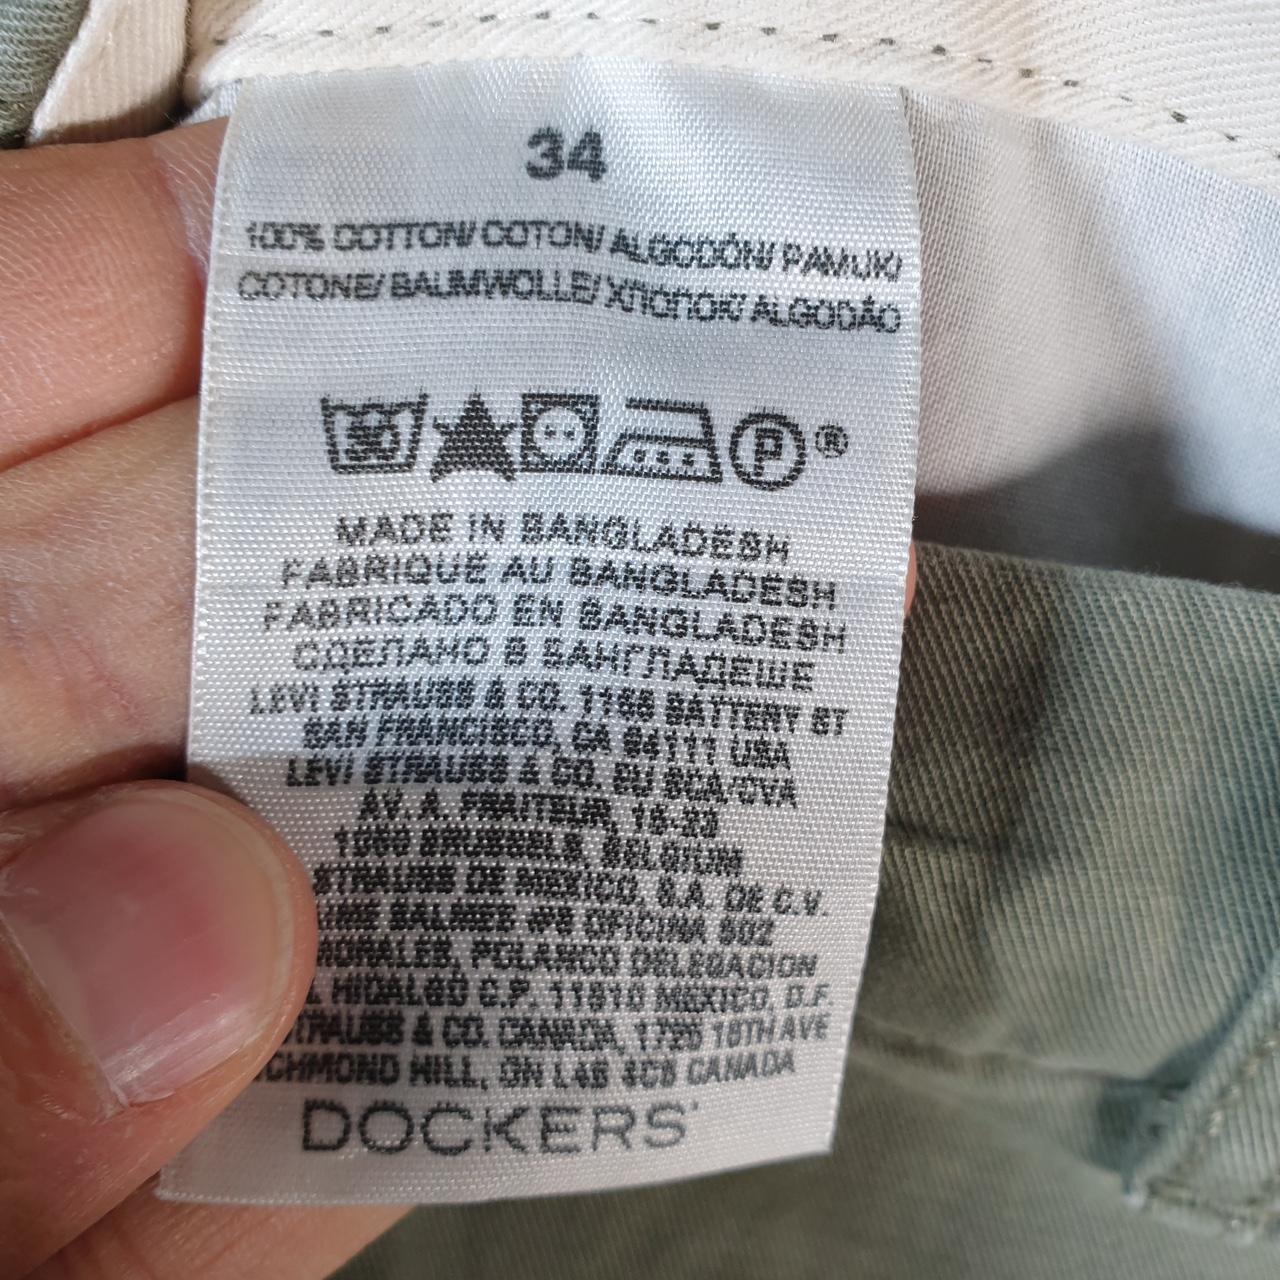 34
100% COTTON/ COTON/ ALGODÓN/ PAMUK/
COTONE/ BAUMWOLLE/ ХЛОПОК/ ALGODÃO
30
P ®
MADE IN BANGLADESH
FABRIQUE AU BANGLADESH
FABRICADO EN BANGLADESH
СДЕЛАНО В БАНГЛАДЕШЕ
LEVI STRAUSS & CO. 1155 BATTERY ST
SAN FRANCISCO, CA 94111 USA
LEVI STRAUSS & CO. EU SCA/CVA
AV. A. FRAITEUR, 15-23
BRUSSELS, BELGIUM
STRAUSS DE MEXICO, S.A. DE C.V.
BALMES #8 OFICINA 802
MORALES, POLANCO DELEGACION
HIDALGO C.P. 11510 MEXICO, D.F.
STRAUSS & CO. CANADA, 1725 16TH AVE
RICHMOND HILL, ON L4B 4C6 CANADA
DOCKERS